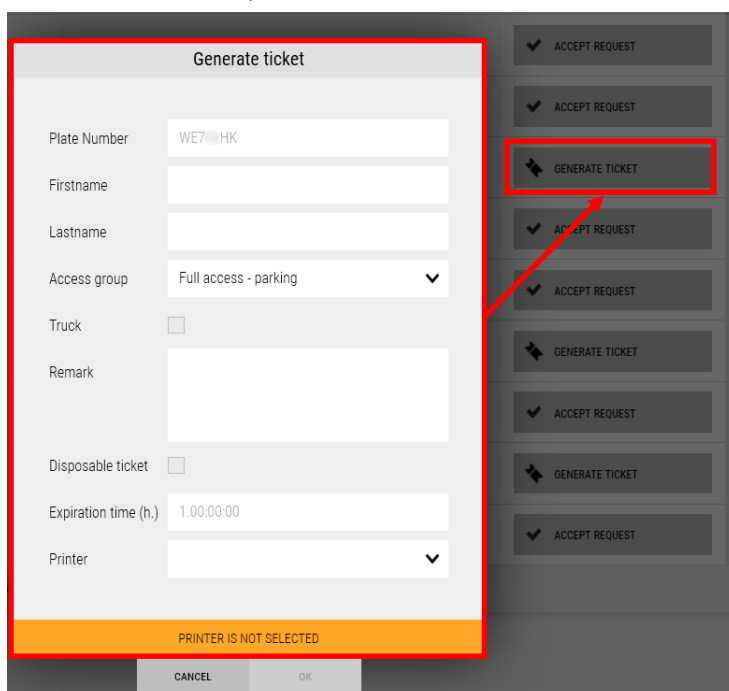 Generate ticket
Plate Number WE7 HK
Firstname
Lastname
Access group Full access - parking
Truck
Remark
Disposable ticket
Expiration time (h.) 1.00:00:00
Printer
PRINTER IS NOT SELECTED
CANCEL OK
ACCEPT REQUEST
ACCEPT REQUEST
GENERATE TICKET
ACCEPT REQUEST
ACCEPT REQUEST
GENERATE TICKET
ACCEPT REQUEST
GENERATE TICKET
ACCEPT REQUEST